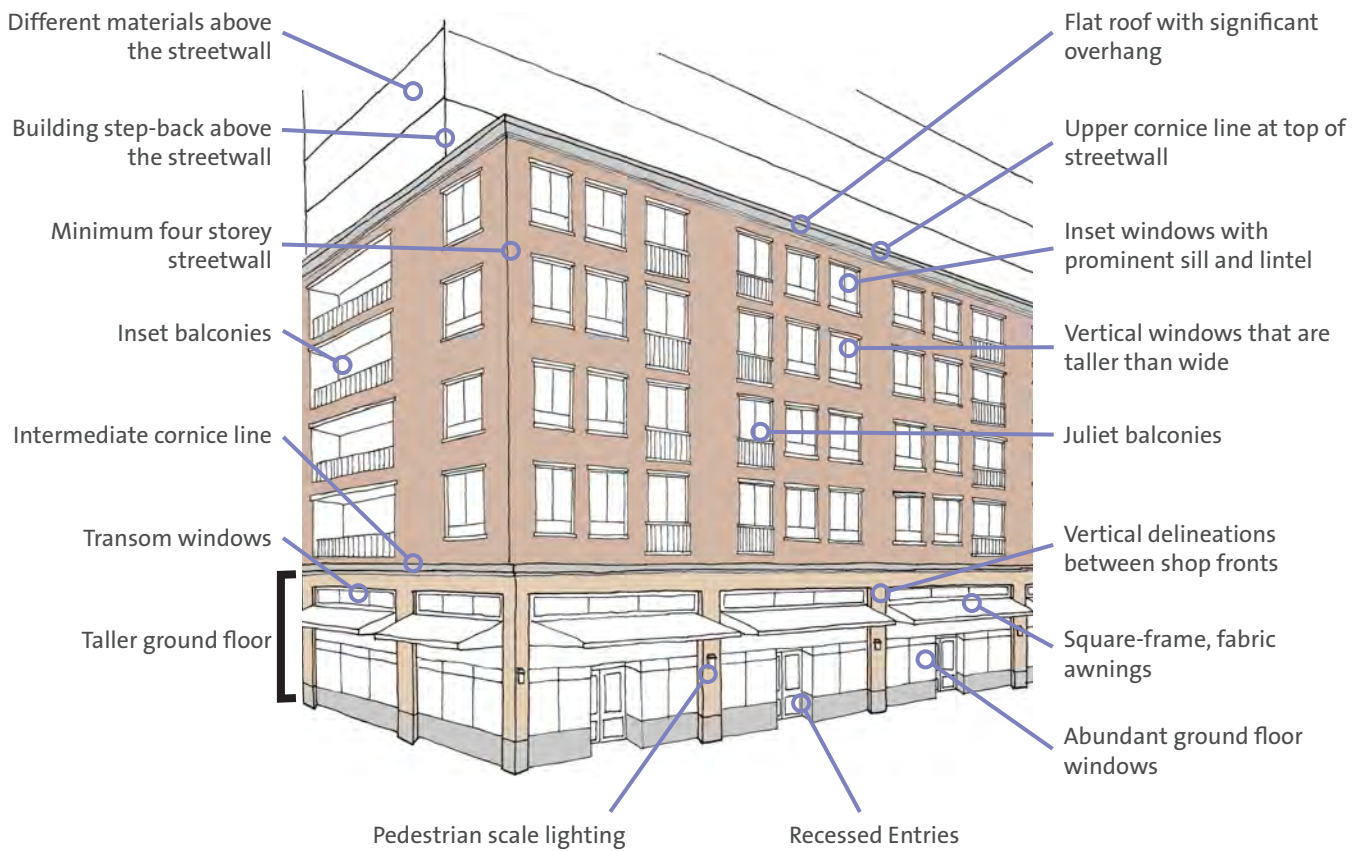 Different materials above
the streetwall
Building step-back above
the streetwall
Minimum four storey
streetwall
Inset balconies
Intermediate cornice line
Transom windows
Taller ground floor
Flat roof with significant
overhang
Upper cornice line at top of
streetwall
Inset windows with
prominent sill and lintel
Vertical windows that are
taller than wide
Juliet balconies
Vertical delineations
between shop fronts
Square-frame, fabric
awnings
Abundant ground floor
windows
Pedestrian scale lighting
Recessed Entries